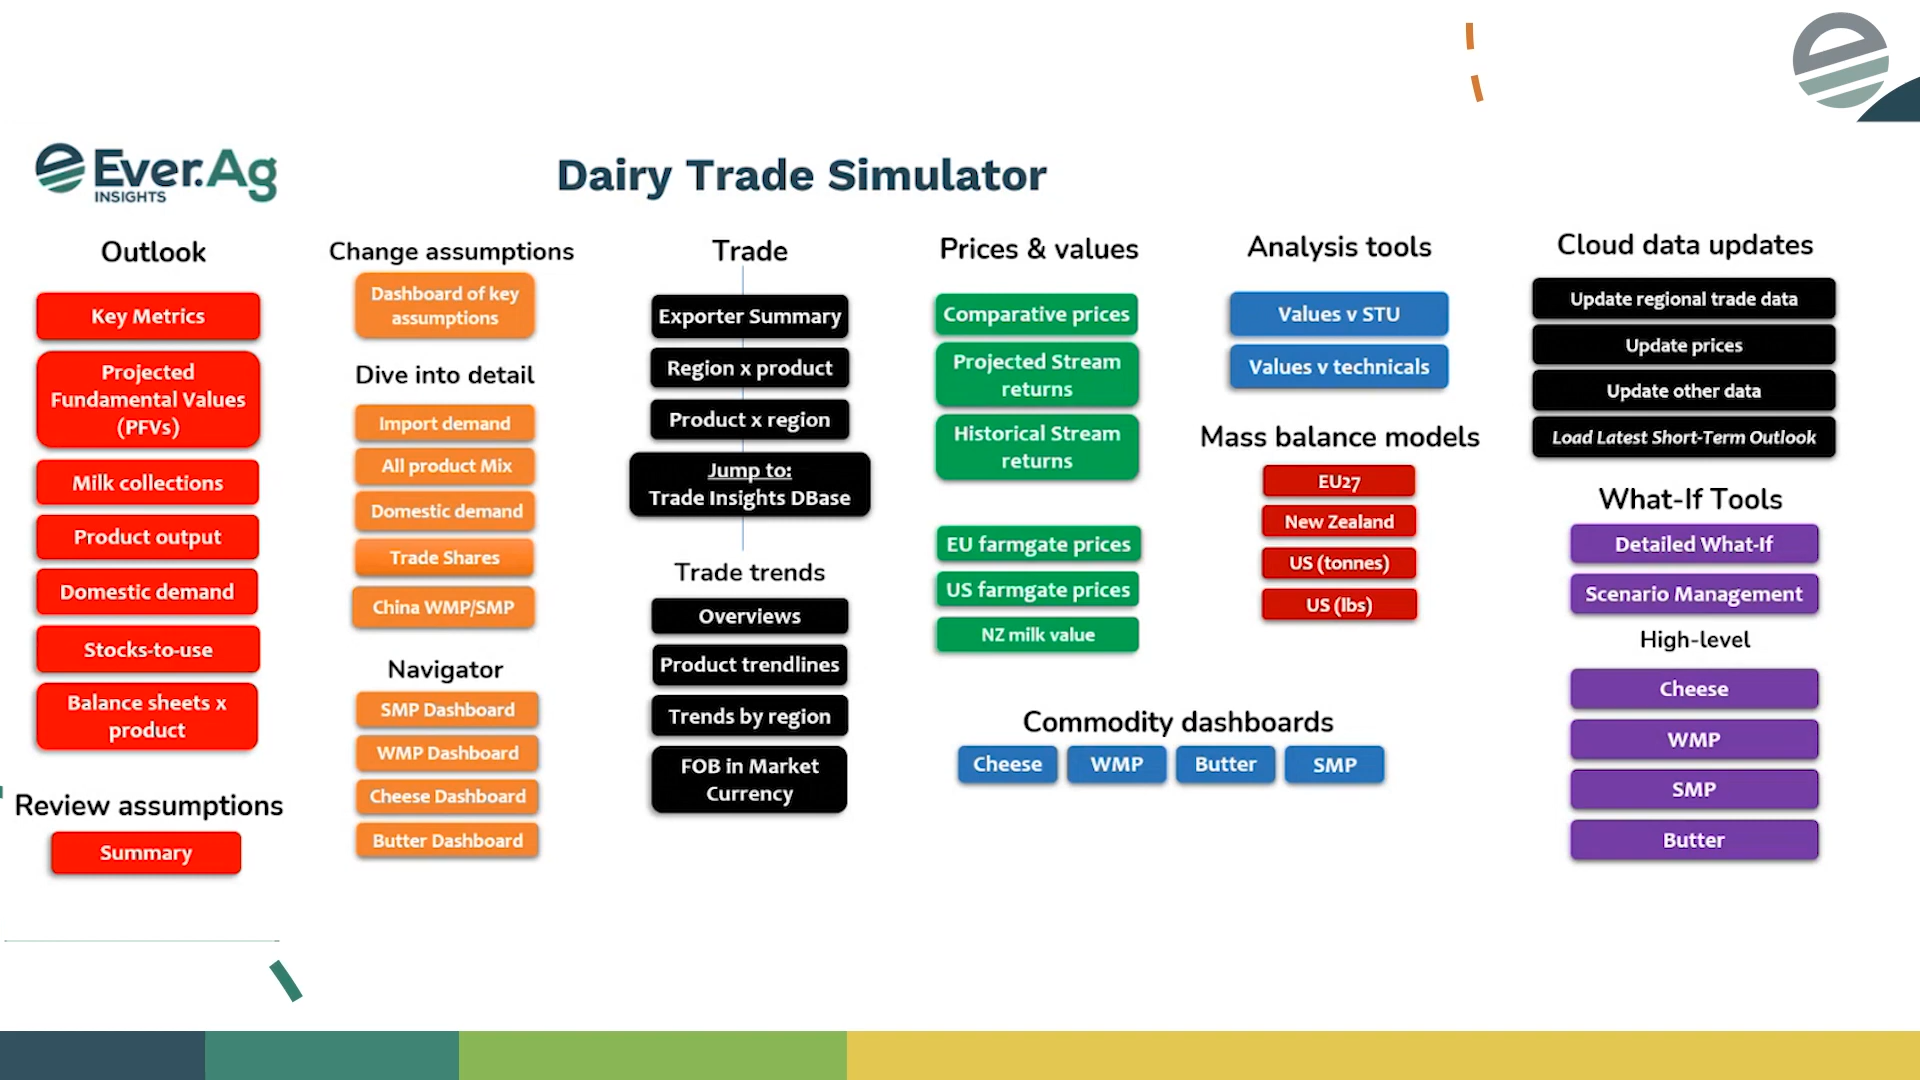 Ever.Ag
INSIGHTS
Dairy Trade Simulator
Outlook
Key Metrics
Projected
Fundamental Values
(PFVs)
Milk collections
Product output
Domestic demand
Stocks-to-use
Balance sheets x
product
Review assumptions
Summary
Change assumptions
Dashboard of key
assumptions
Dive into detail
Import demand
All product Mix
Domestic demand
Trade Shares
China WMP/SMP
Navigator
SMP Dashboard
WMP Dashboard
Cheese Dashboard
Butter Dashboard
Trade
Exporter Summary
Region x product
Product x region
Jump to:
Trade Insights DBase
Trade trends
Overviews
Product trendlines
Trends by region
FOB in Market
Currency
Prices & values
Comparative prices
Projected Stream
returns
Historical Stream
returns
EU farmgate prices
US farmgate prices
NZ milk value
Analysis tools
Values v STU
Values v technicals
Mass balance models
EU27
New Zealand
US (tonnes)
US (lbs)
Commodity dashboards
Cheese
WMP
Butter
SMP
Cloud data updates
Update regional trade data
Update prices
Update other data
Load Latest Short-Term Outlook
What-If Tools
Detailed What-If
Scenario Management
High-level
Cheese
WMP
SMP
Butter